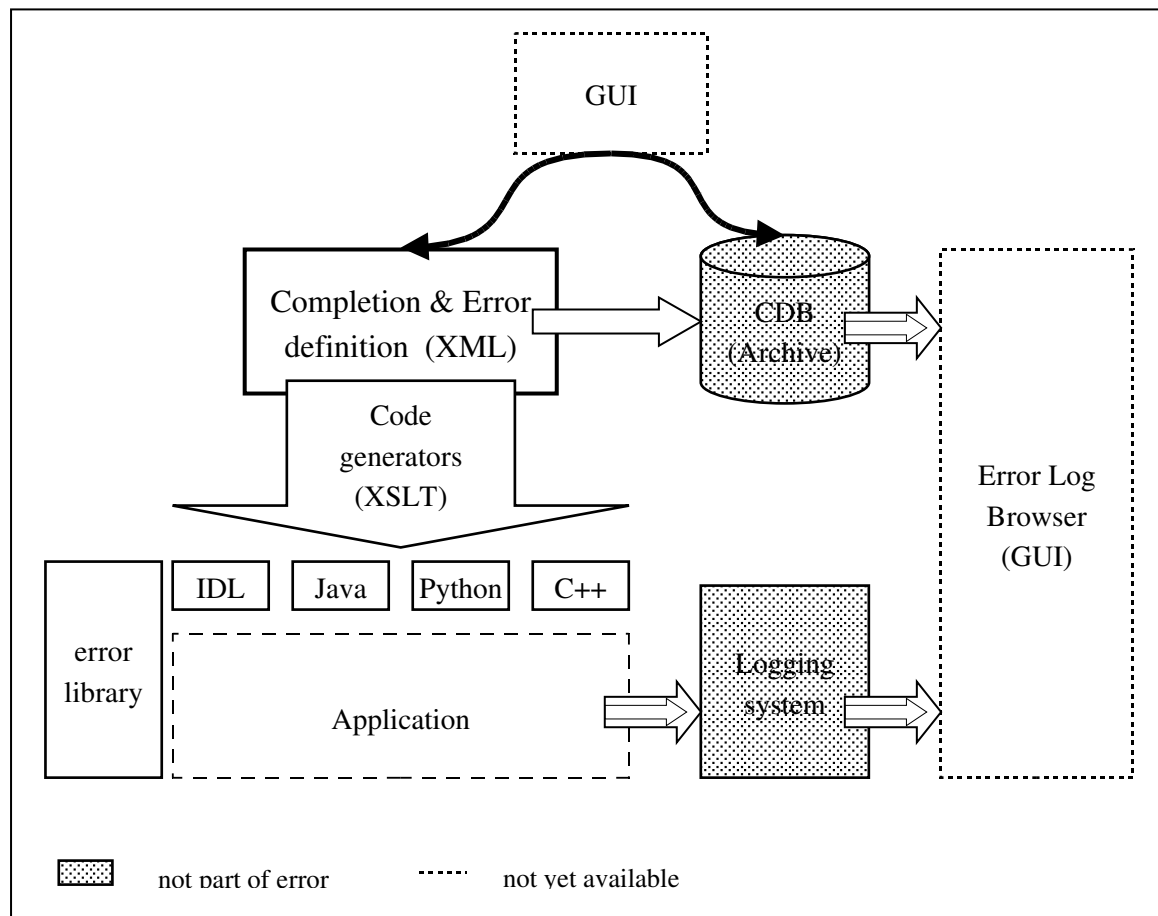 GUI
Completion & Error
definition (XML)
CDB
(Archive)
Code
generators
(XSLT)
Error Log
Browser
(GUI)
IDL
Java
Python
C++
error
library
Application
Logging
system
not part of error
not yet available